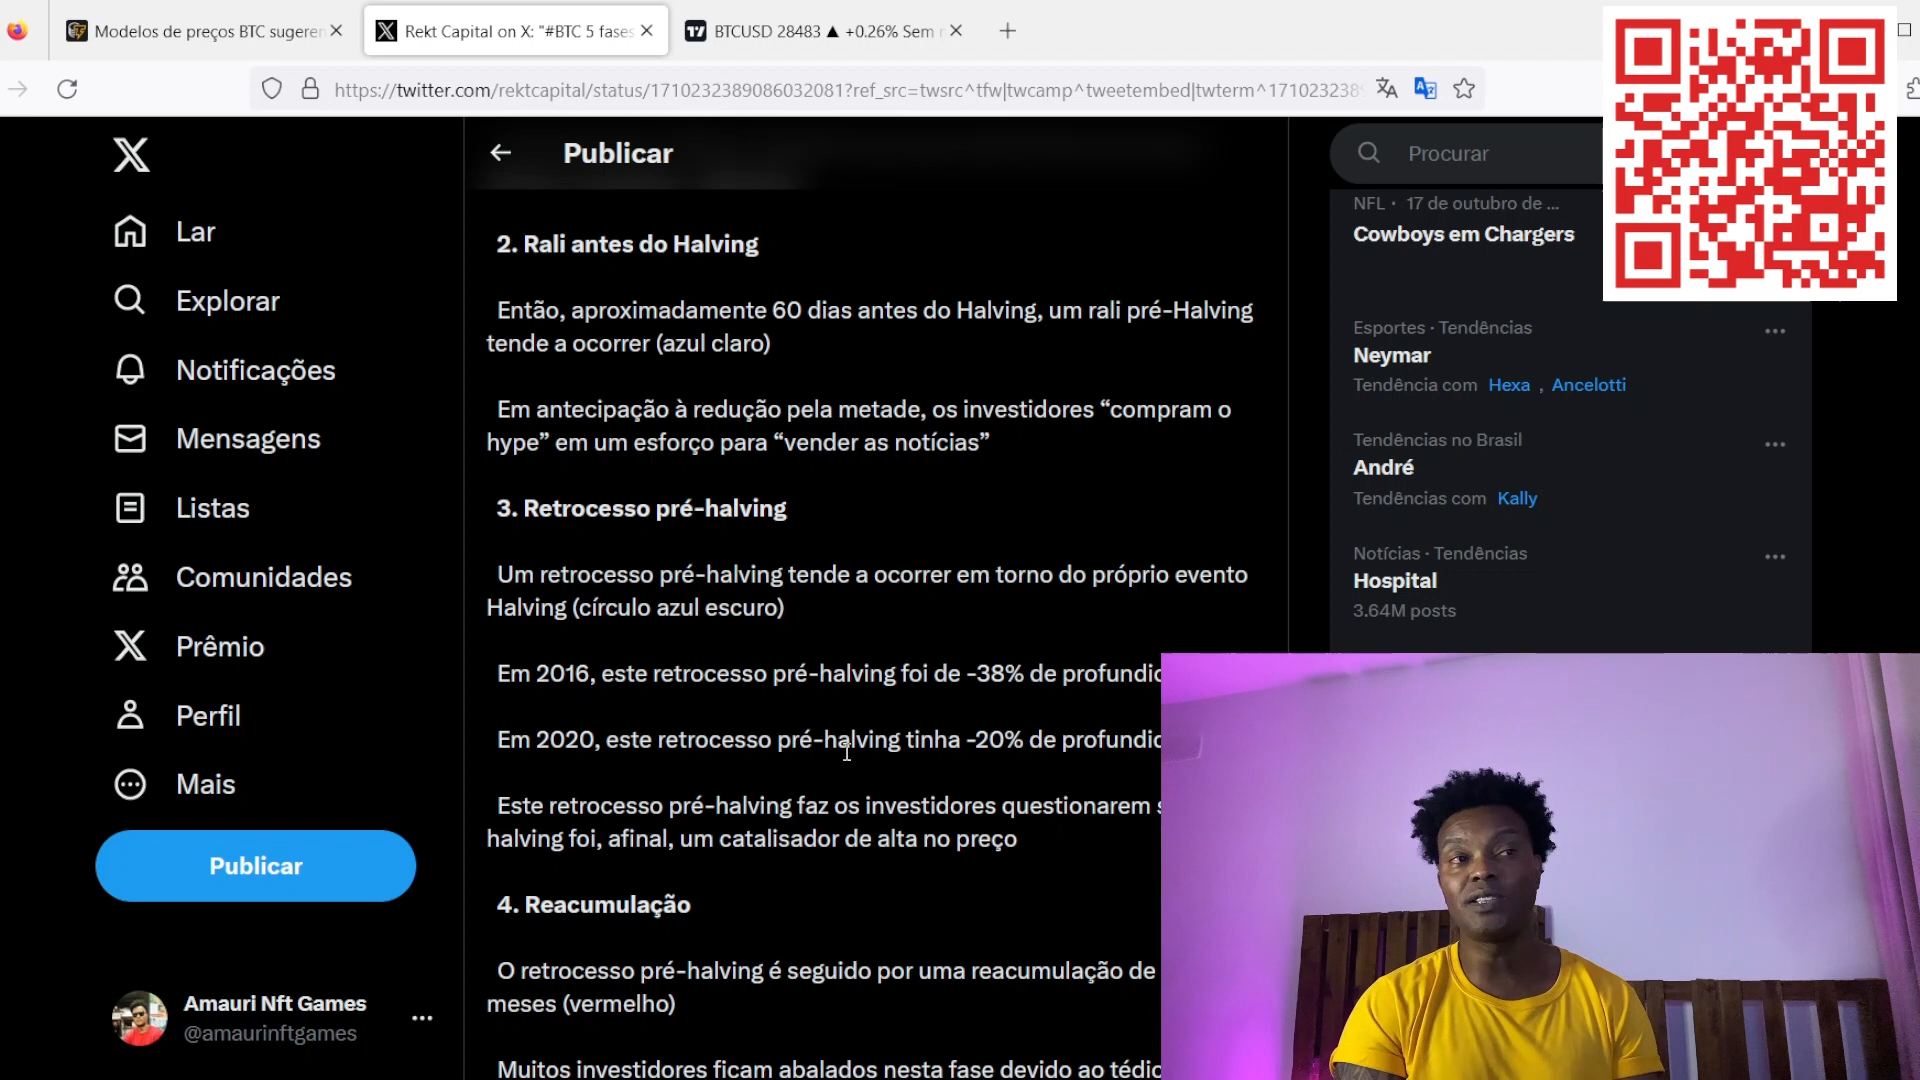 Modelos de preços BTC sugerer
Rekt Capital on X: "#BTC 5 fases
BTCUSD 28483 ▲ +0.26% Sem r
https://twitter.com/rektcapital/status/1710232389086032081?ref_src=twsrc^tfw|twcamp^tweetembed|twterm^171023238
Publicar
Procurar
Lar
Explorar
Notificações
Mensagens
Listas
Comunidades
Prêmio
Perfil
Mais
Publicar
Amauri Nft Games
@amaurinftgames
2. Rali antes do Halving
Então, aproximadamente 60 dias antes do Halving, um rali pré-Halving
tende a ocorrer (azul claro)
Em antecipação à redução pela metade, os investidores “compram o
hype” em um esforço para “vender as notícias”
3. Retrocesso pré-halving
Um retrocesso pré-halving tende a ocorrer em torno do próprio evento
Halving (círculo azul escuro)
Em 2016, este retrocesso pré-halving foi de -38% de profundid
Em 2020, este retrocesso pré-halving tinha -20% de profundid
Este retrocesso pré-halving faz os investidores questionarem s
halving foi, afinal, um catalisador de alta no preço
4. Reacumulação
O retrocesso pré-halving é seguido por uma reacumulação de
meses (vermelho)
Muitos investidores ficam abalados nesta fase devido ao tédio
NFL · 17 de outubro de ...
Cowboys em Chargers
Esportes · Tendências
Neymar
Tendência com Hexa , Ancelotti
Tendências no Brasil
André
Tendências com Kally
Notícias · Tendências
Hospital
3.64M posts